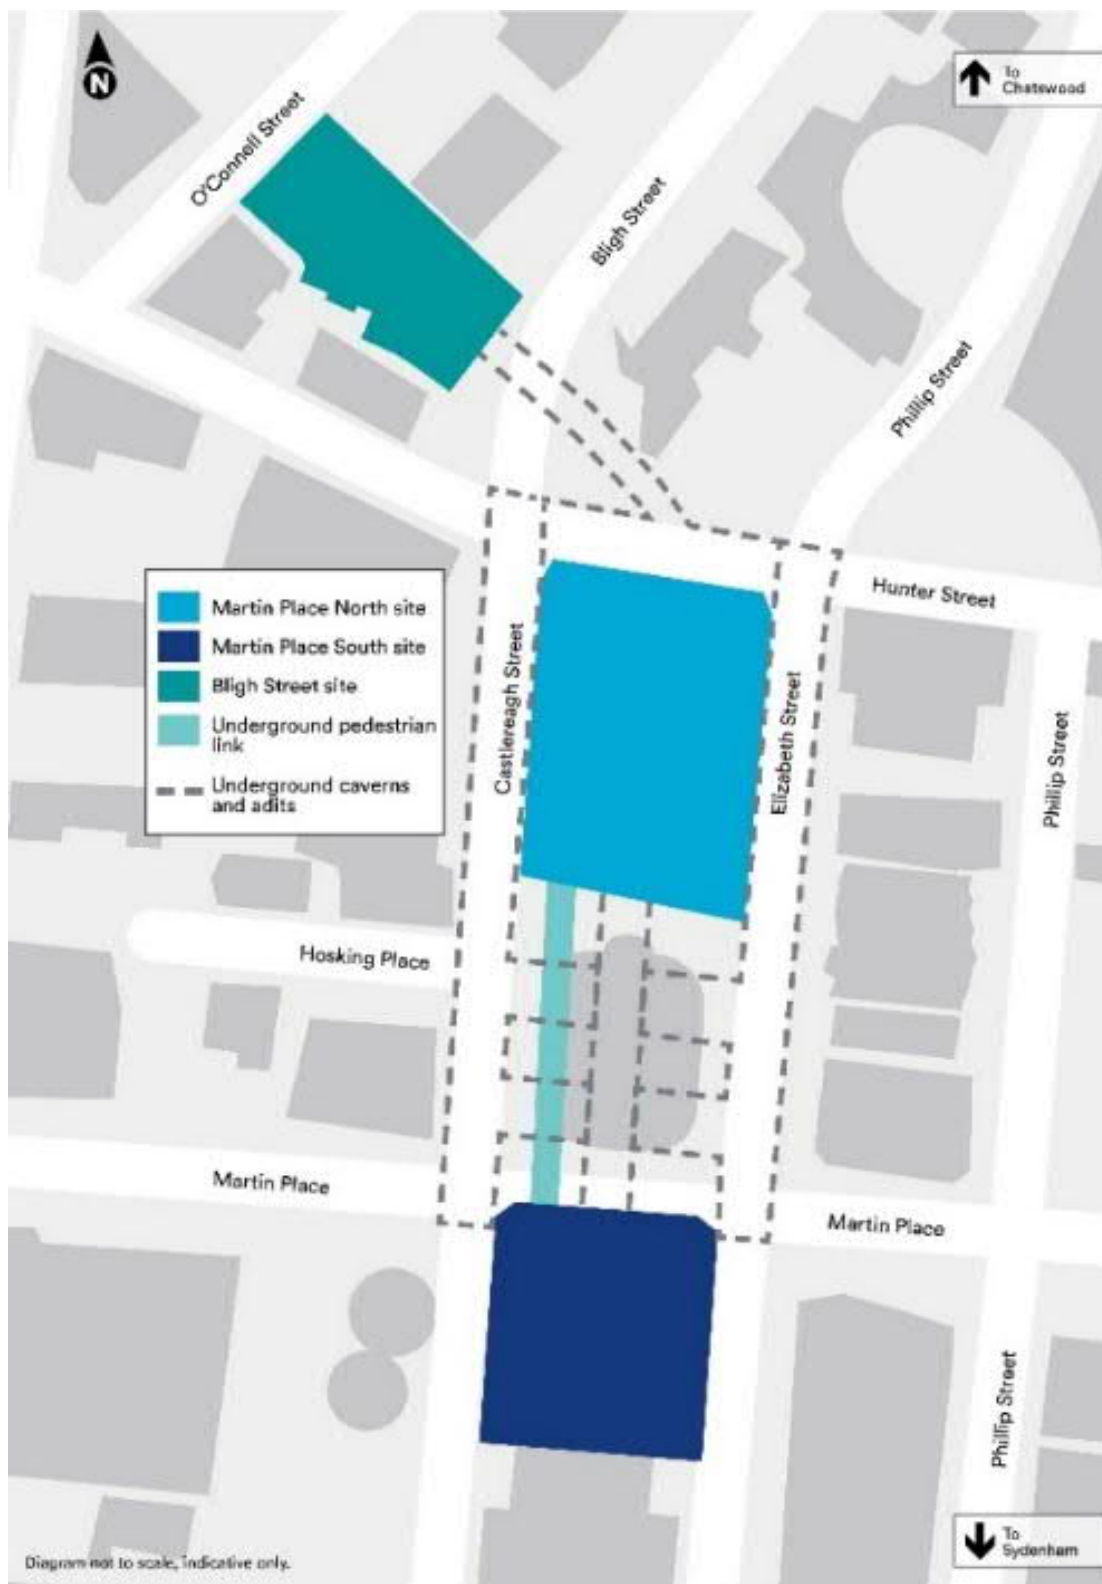 N
To
Chatswood
O'Connell Street
Bligh Street
Phillip Street
Hunter Street
Martin Place North site
Martin Place South site
Bligh Street site
Underground pedestrian
link
Underground caverns
and adits
Castlereagh Street
Elizabeth Street
Phillip Street
Hosking Place
Martin Place
Martin Place
Phillip Street
Diagram not to scale, indicative only.
To
Sydenham